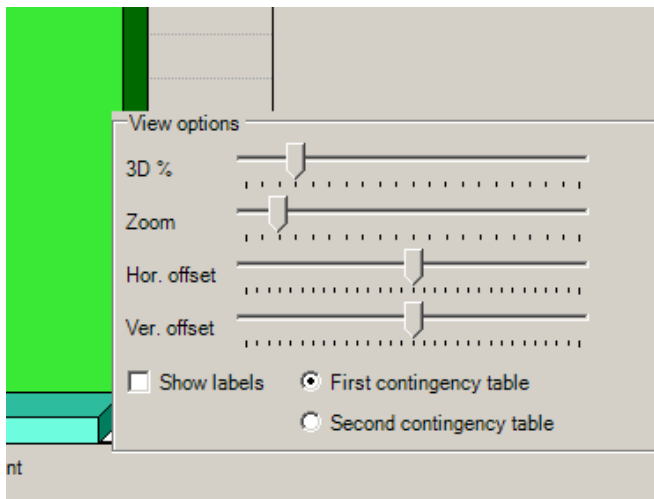 View options
3D %
Zoom
Hor. offset
Ver. offset
Show labels
First contingency table
Second contingency table
nt